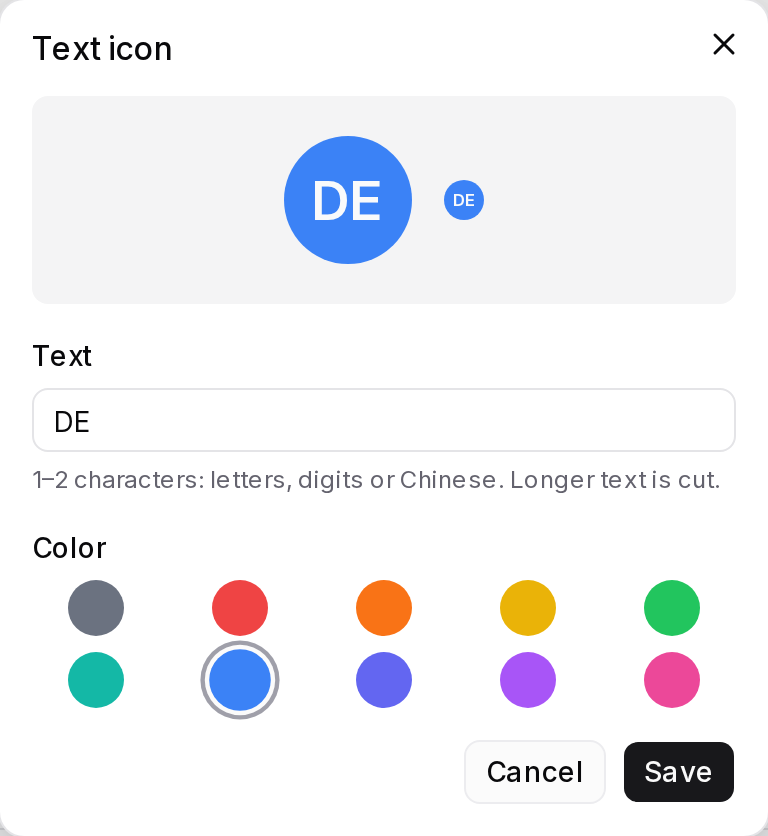 Text icon
DE
DE
Text
DE
1–2 characters: letters, digits or Chinese. Longer text is cut.
Color
Cancel
Save